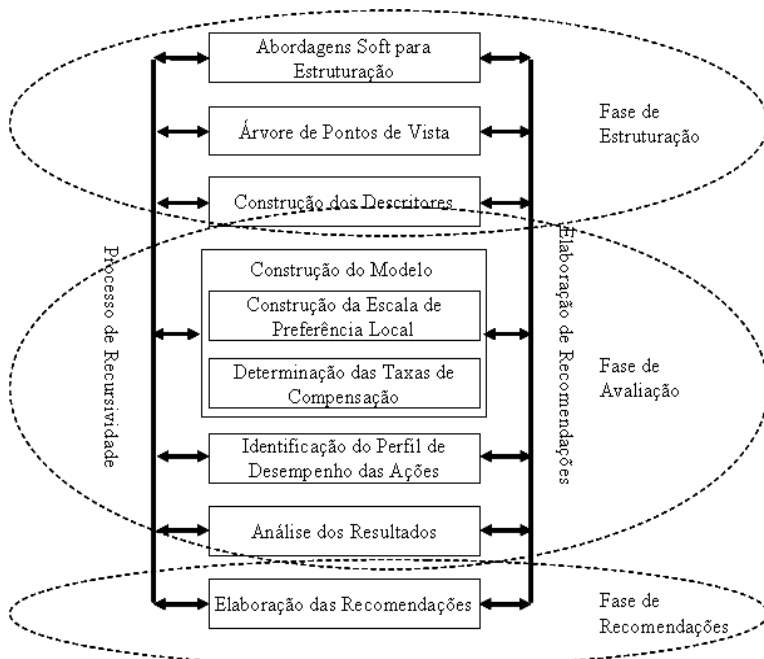 Abordagens Soft para
Estruturação
Árvore de Pontos de Vista
Construção dos Descritores
Fase de
Estruturação
Processo de Recursividade
Construção do Modelo
Construção da Escala de
Preferência Local
Determinação das Taxas de
Compensação
Identificação do Perfil de
Desempenho das Ações
Análise dos Resultados
Elaboração de Recomendações
Fase de
Avaliação
Elaboração das Recomendações
Fase de
Recomendações